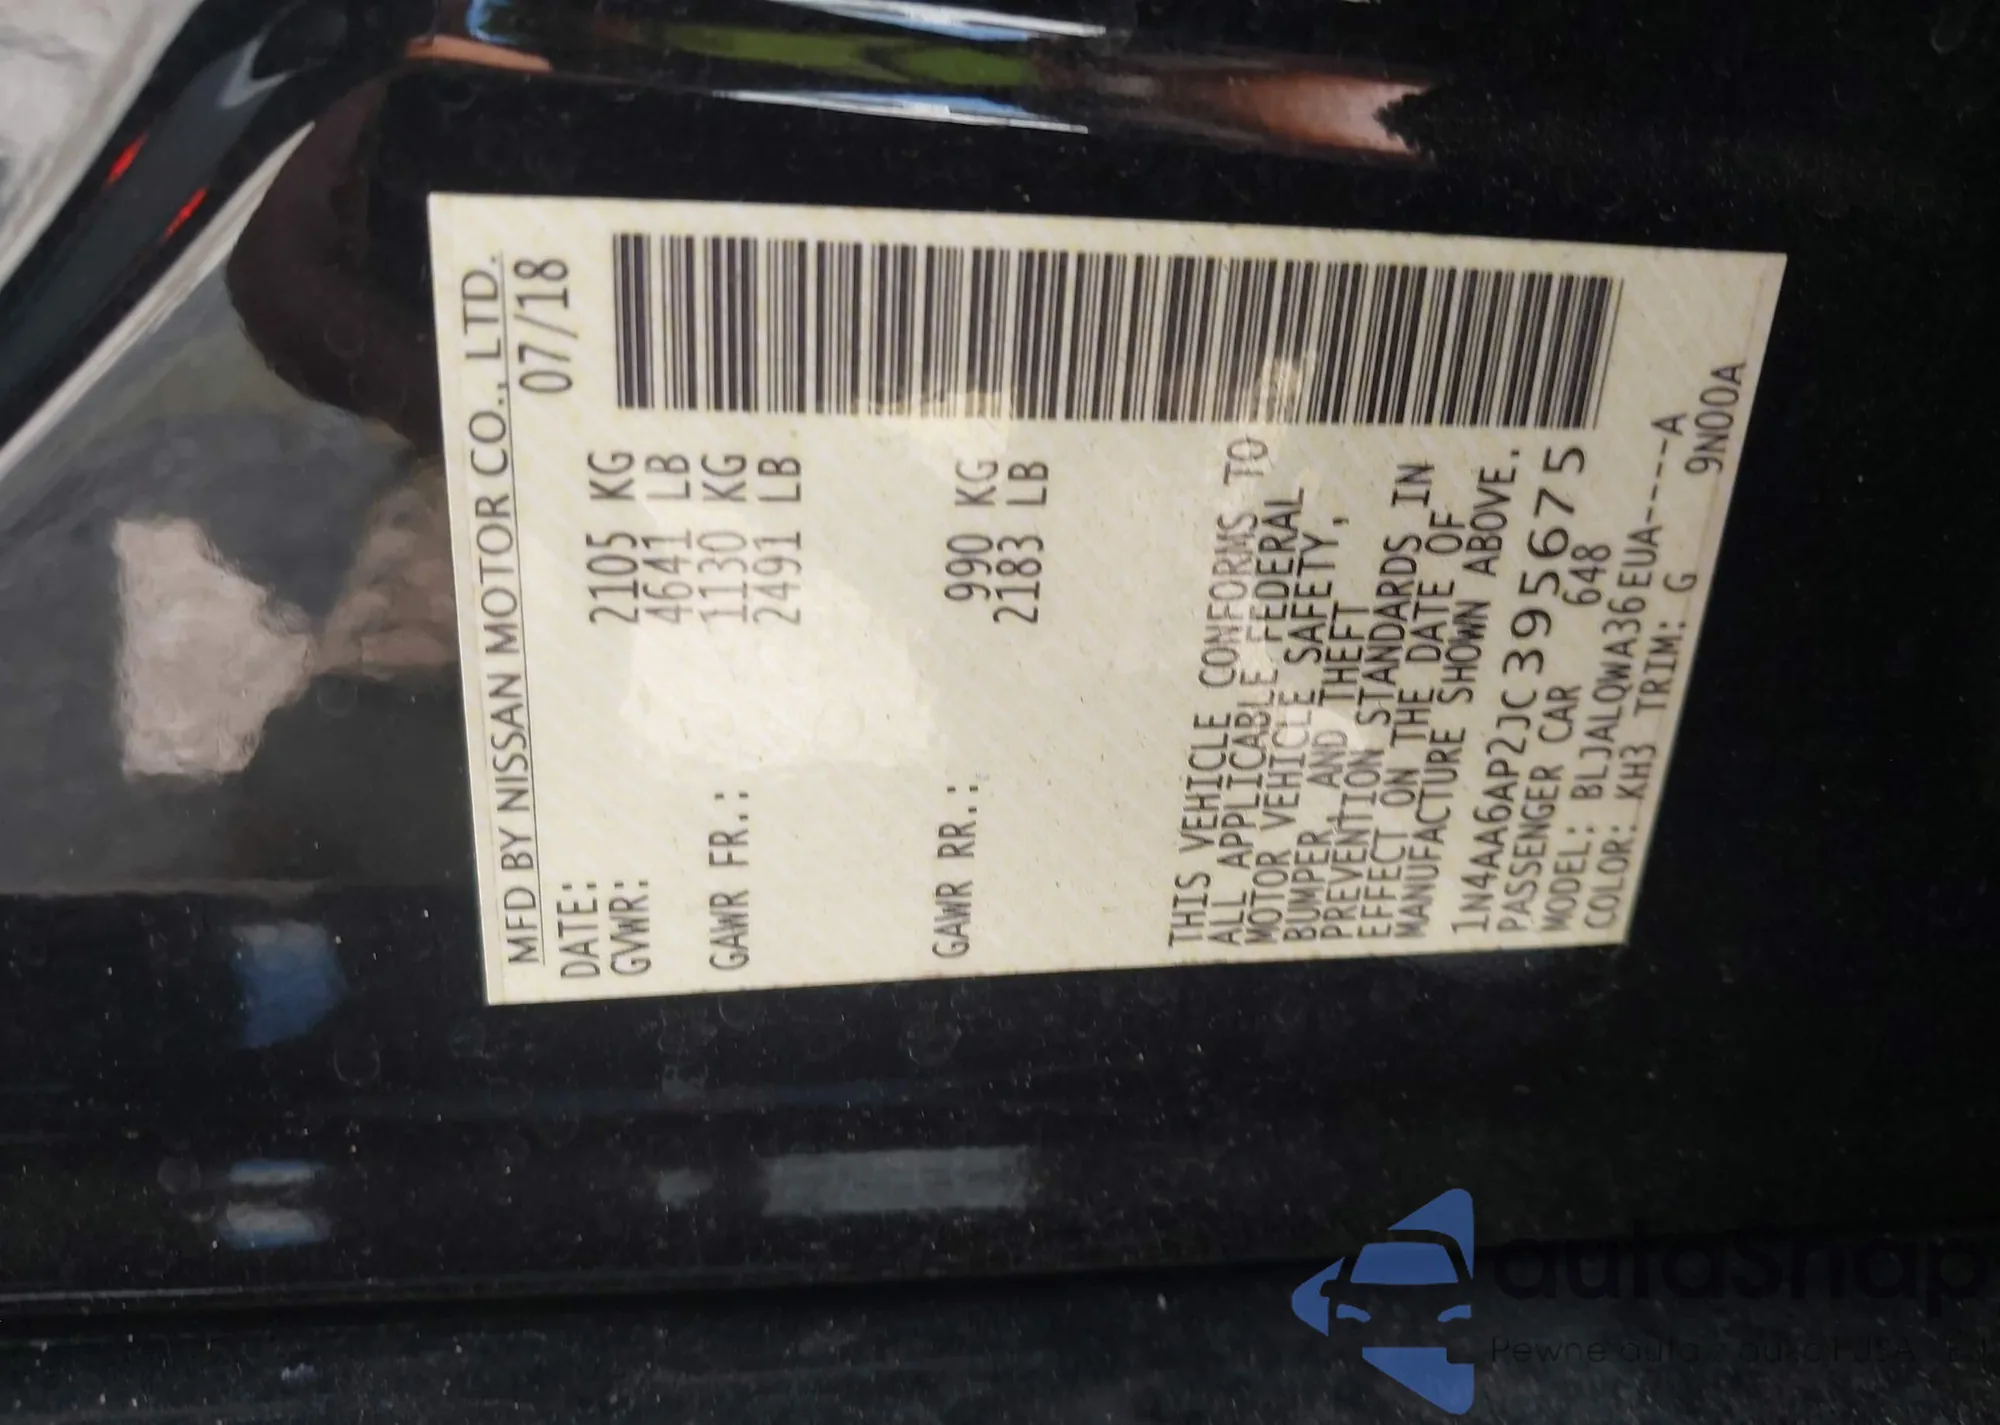 MFD BY NISSAN MOTOR CO., LTD.
DATE: 07/18
GVWR: 2105 KG
4641 LB
GAWR FR.: 1130 KG
2491 LB
GAWR RR.: 990 KG
2183 LB
THIS VEHICLE CONFORMS TO
ALL APPLICABLE FEDERAL
MOTOR VEHICLE SAFETY,
BUMPER, AND THEFT
PREVENTION STANDARDS IN
EFFECT ON THE DATE OF
MANUFACTURE SHOWN ABOVE.
1N4AA6AP2JC395675
PASSENGER CAR 648
MODEL: BLJALQWA36EUA-----A
COLOR: KH3 TRIM: G 9N00A
autosnap
Pewne auta